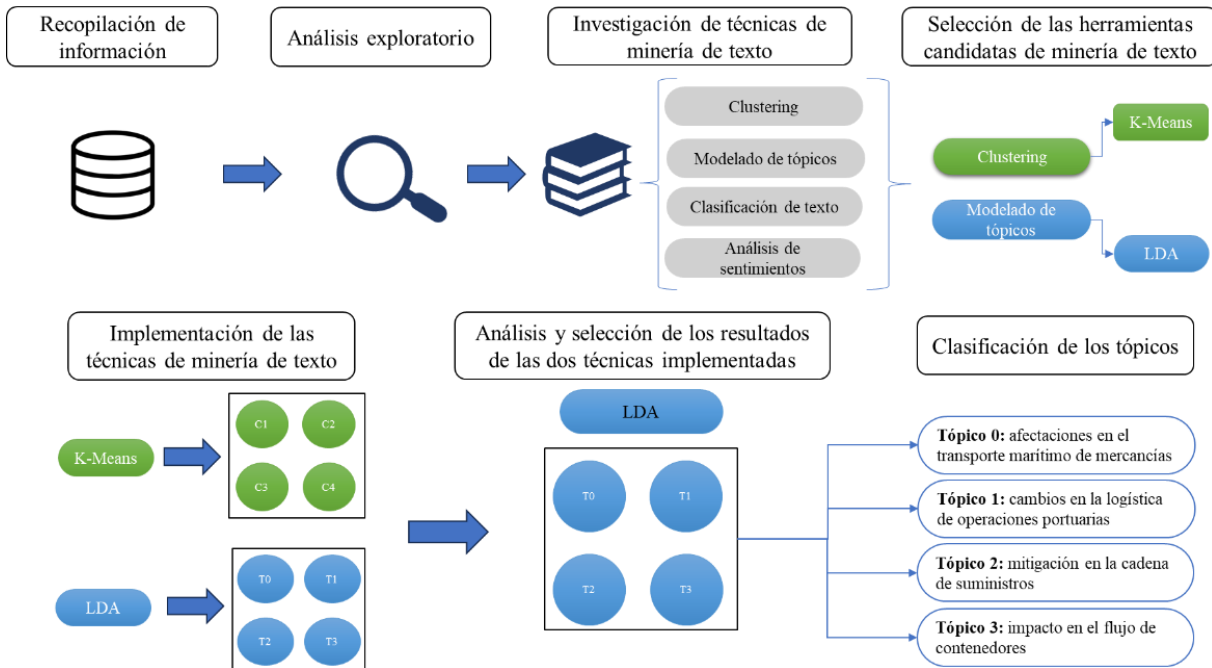 Recopilación de
información
Análisis exploratorio
Investigación de técnicas de
minería de texto
Selección de las herramientas
candidatas de minería de texto
Clustering
Modelado de tópicos
Clasificación de texto
Análisis de
sentimientos
Clustering
K-Means
Modelado de
tópicos
LDA
Implementación de las
técnicas de minería de texto
K-Means
C1
C2
C3
C4
LDA
T0
T1
T2
T3
Análisis y selección de los resultados
de las dos técnicas implementadas
LDA
T0
T1
T2
T3
Clasificación de los tópicos
Tópico 0: afectaciones en el
transporte marítimo de mercancías
Tópico 1: cambios en la logística
de operaciones portuarias
Tópico 2: mitigación en la cadena
de suministros
Tópico 3: impacto en el flujo de
contenedores